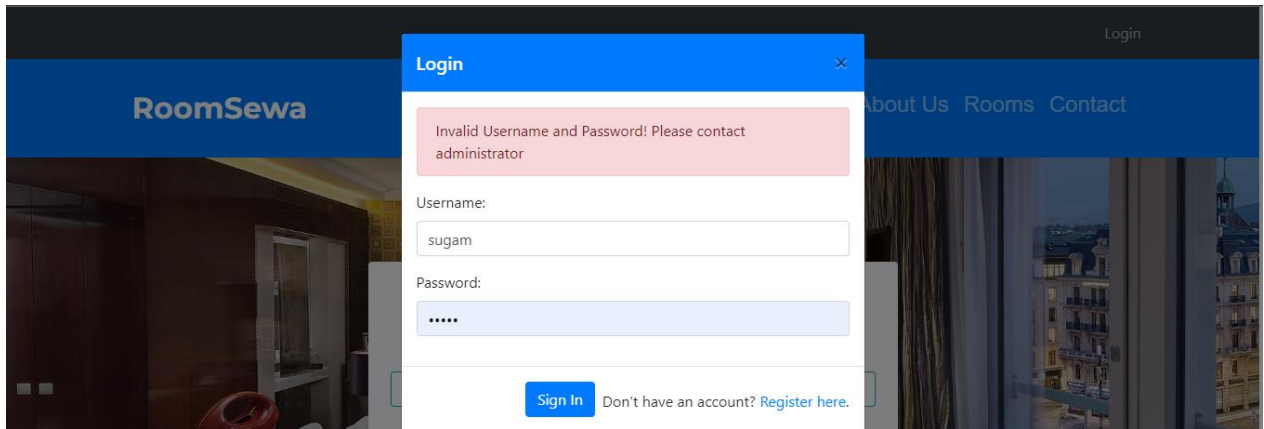 Login
RoomSewa
About Us Rooms Contact
Login ×
Invalid Username and Password! Please contact
administrator
Username:
sugam
Password:
•••••
Sign In Don't have an account? Register here.